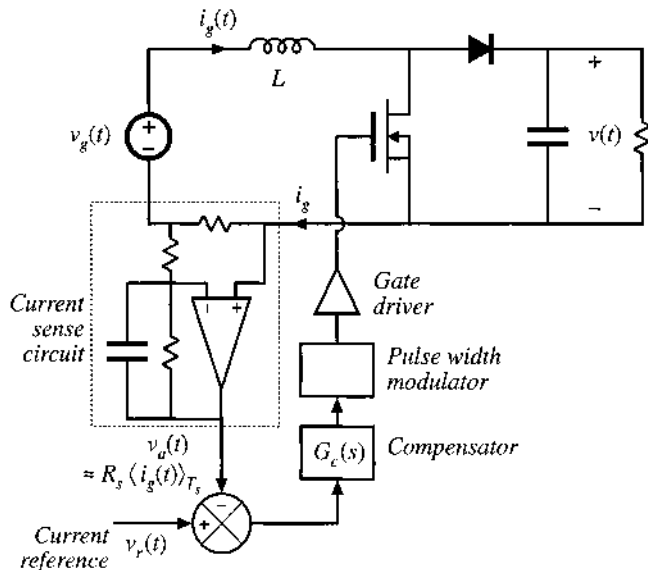 i_g(t)
L
+
v_g(t)
+
−
v(t)
−
i_g
Current
sense
circuit
−
+
Gate
driver
Pulse width
modulator
G_c(s)
Compensator
v_a(t)
≈ R_s ⟨i_g(t)⟩_{T_s}
−
+
Current
reference
v_r(t)